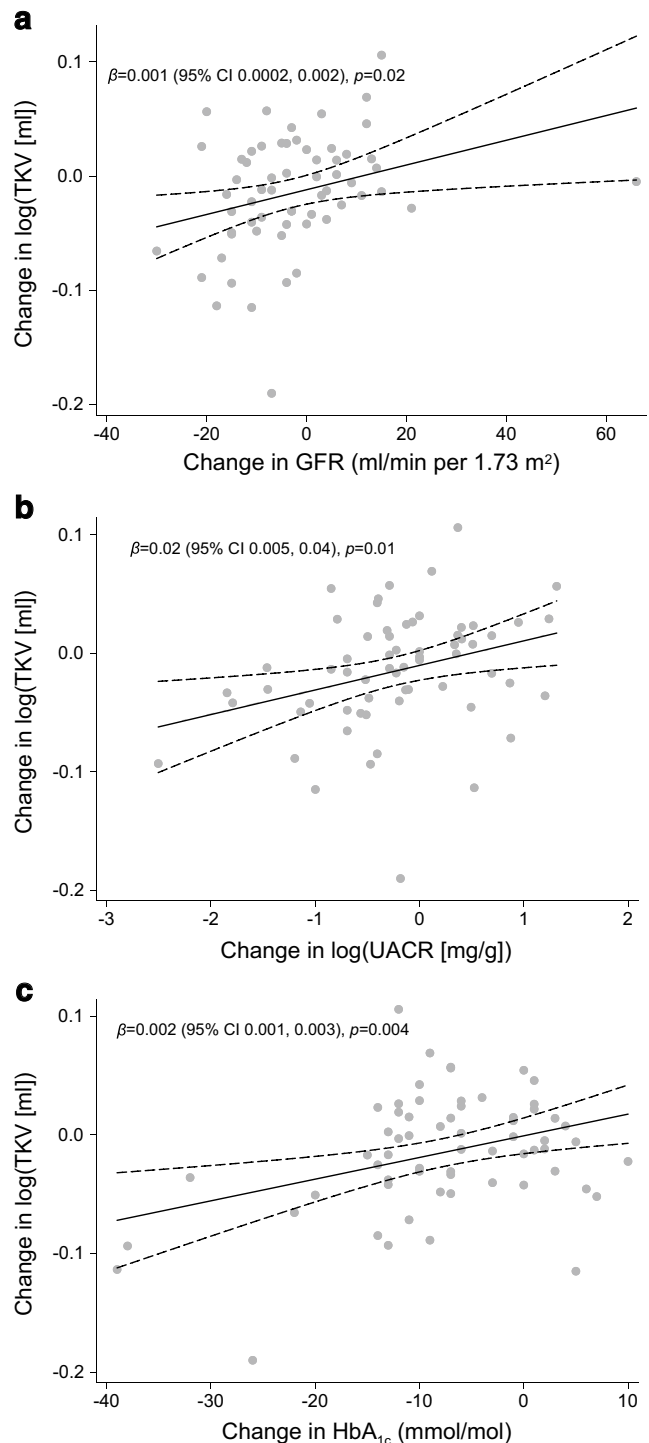 a
0.1
β=0.001 (95% CI 0.0002, 0.002), p=0.02
0.0
-0.1
-0.2
Change in log(TKV [ml])
-40 -20 0 20 40 60
Change in GFR (ml/min per 1.73 m²)
b
0.1
β=0.02 (95% CI 0.005, 0.04), p=0.01
0.0
-0.1
-0.2
Change in log(TKV [ml])
-3 -2 -1 0 1 2
Change in log(UACR [mg/g])
c
0.1
β=0.002 (95% CI 0.001, 0.003), p=0.004
0.0
-0.1
-0.2
Change in log(TKV [ml])
-40 -30 -20 -10 0 10
Change in HbA₁c (mmol/mol)